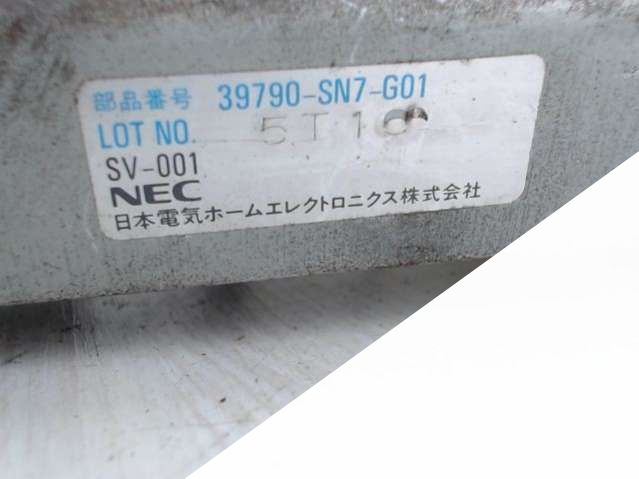 部品番号 39790-SN7-G01
LOT NO. 5T10
SV-001
NEC
日本電気ホームエレクトロニクス株式会社